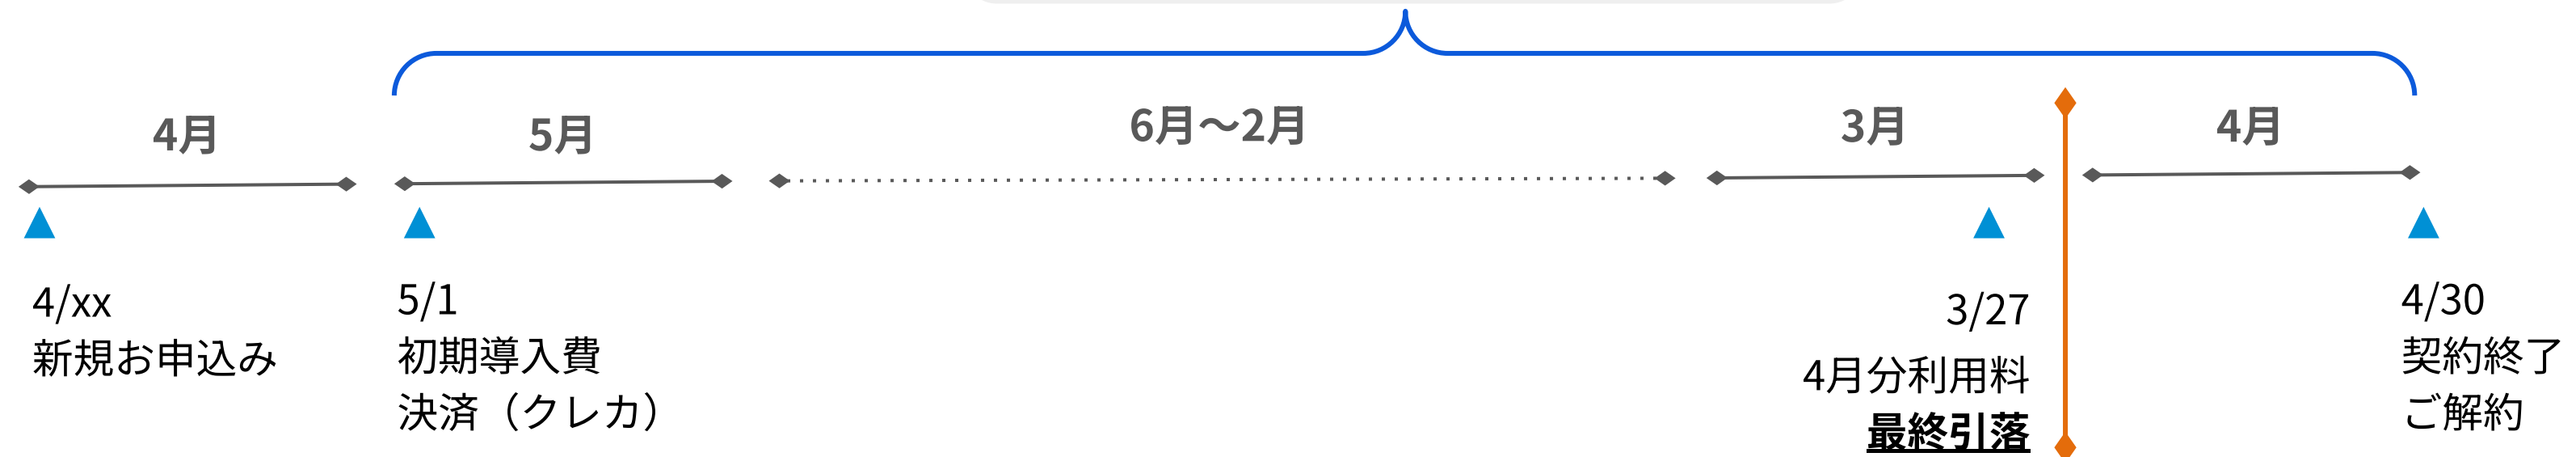 4月
5月
6月〜2月
3月
4月
4/xx
新規お申込み
5/1
初期導入費
決済（クレカ）
3/27
4月分利用料
最終引落
4/30
契約終了
ご解約